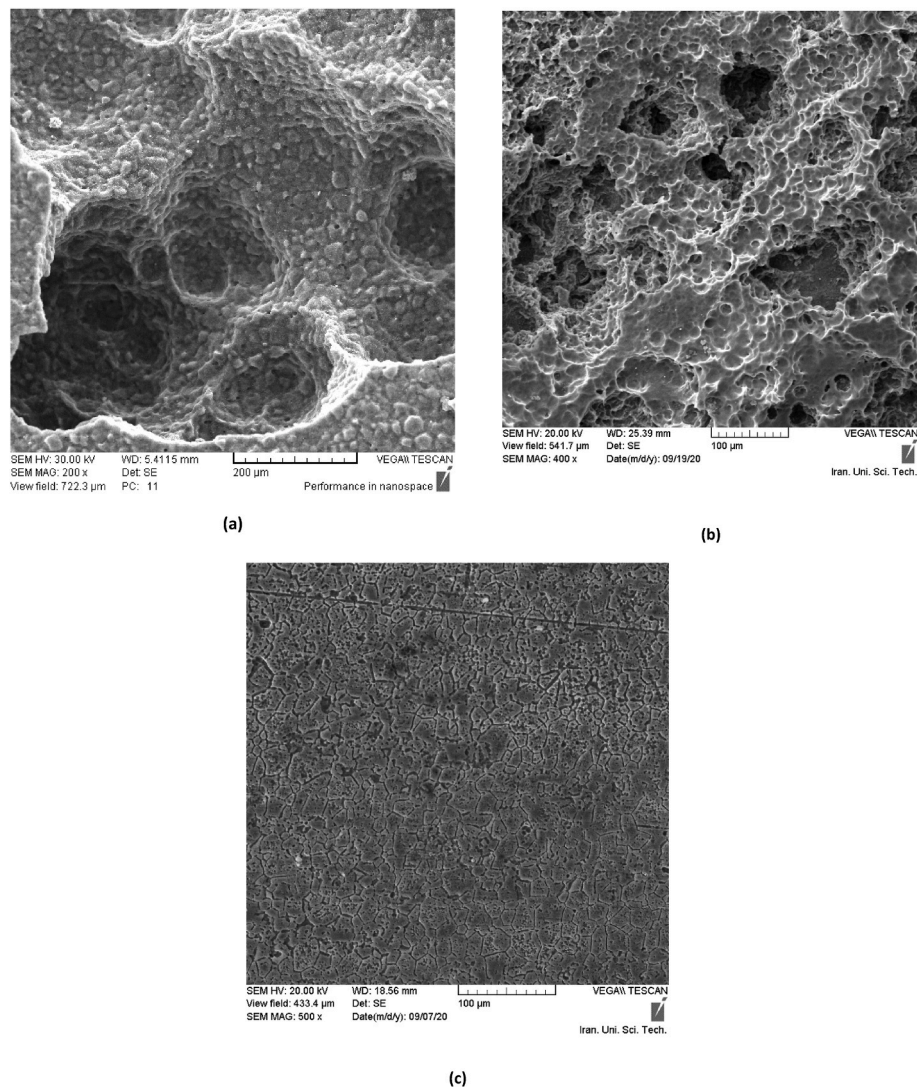 SEM HV: 30.00 kV WD: 5.4115 mm VEGA\\ TESCAN
SEM MAG: 200 x Det: SE 200 µm
View field: 722.3 µm PC: 11 Performance in nanospace
(a)
SEM HV: 20.00 kV WD: 25.39 mm VEGA\\ TESCAN
View field: 541.7 µm Det: SE 100 µm
SEM MAG: 400 x Date(m/d/y): 09/19/20
Iran. Uni. Sci. Tech.
(b)
SEM HV: 20.00 kV WD: 18.56 mm VEGA\\ TESCAN
View field: 433.4 µm Det: SE 100 µm
SEM MAG: 500 x Date(m/d/y): 09/07/20
Iran. Uni. Sci. Tech.
(c)